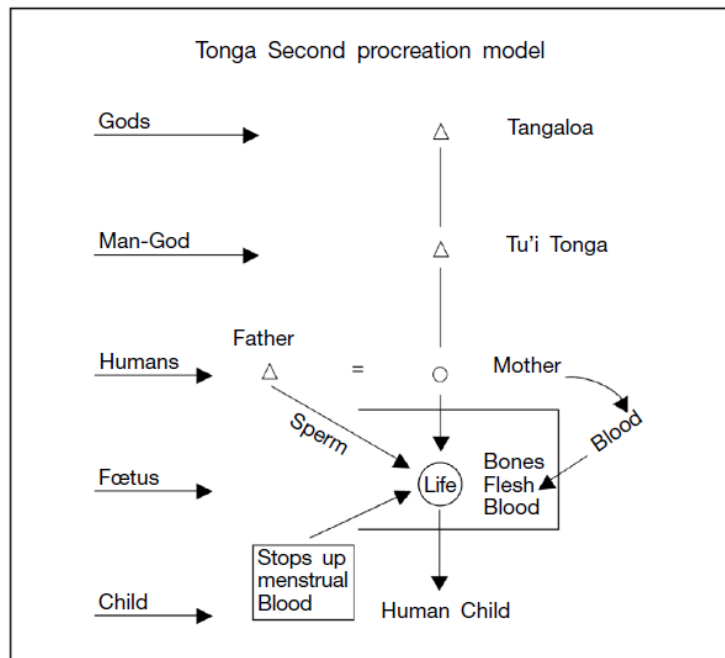 Tonga Second procreation model
Gods
Tangaloa
Man-God
Tu'i Tonga
Father
Humans
=
Mother
Sperm
Blood
Fœtus
Life
Bones
Flesh
Blood
Stops up
menstrual
Blood
Child
Human Child